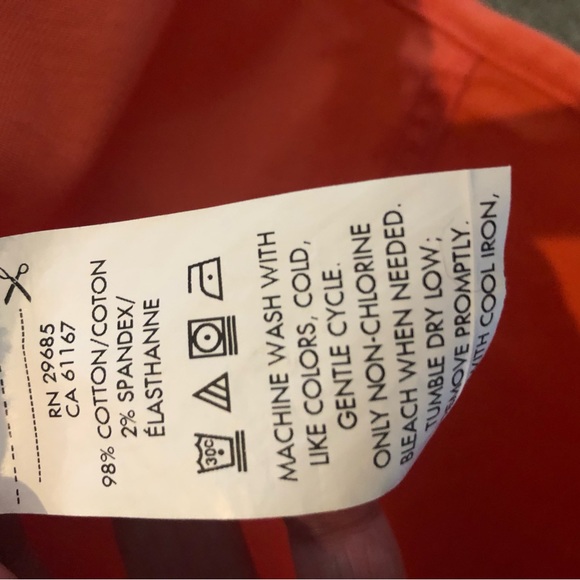 RN 29685
CA 61167
98% COTTON/COTON
2% SPANDEX/
ÉLASTHANNE
30C
MACHINE WASH WITH
LIKE COLORS, COLD,
GENTLE CYCLE.
ONLY NON-CHLORINE
BLEACH WHEN NEEDED.
TUMBLE DRY LOW;
PROMPTLY.
COOL IRON,